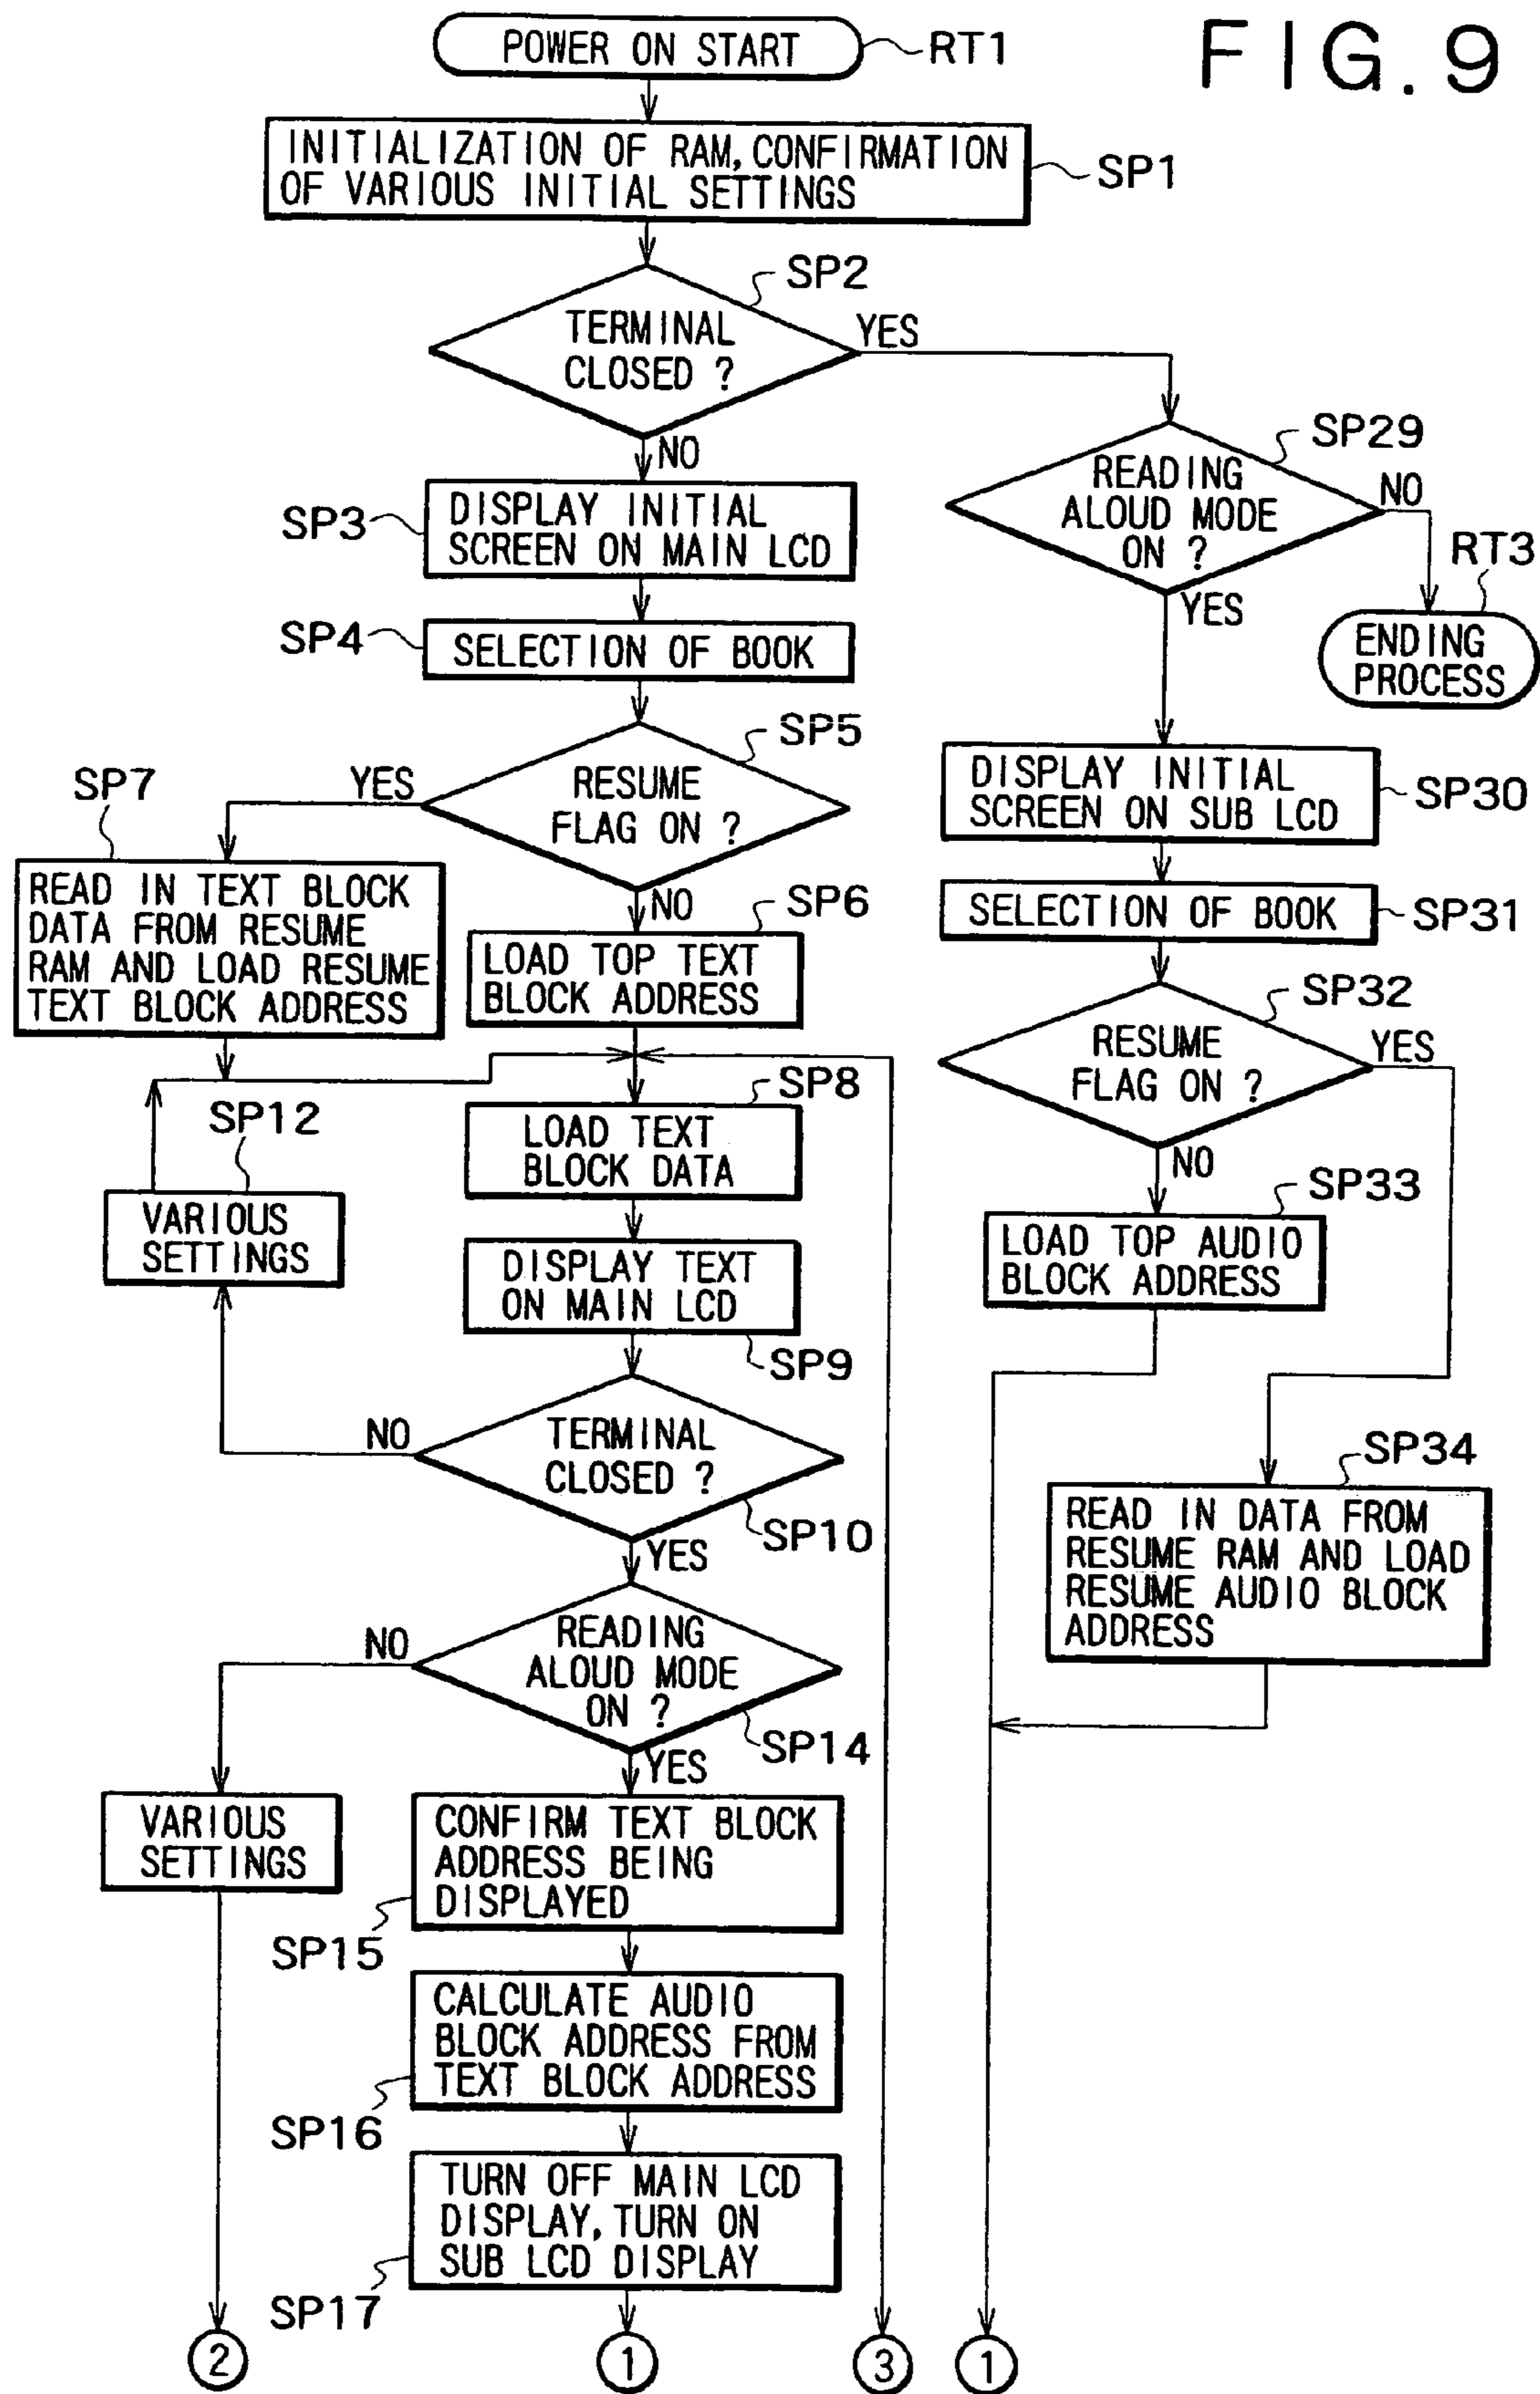 FIG. 9
POWER ON START
RT1
INITIALIZATION OF RAM, CONFIRMATION
OF VARIOUS INITIAL SETTINGS
SP1
SP2
TERMINAL
CLOSED ?
YES
NO
SP3
DISPLAY INITIAL
SCREEN ON MAIN LCD
SP4
SELECTION OF BOOK
SP5
RESUME
FLAG ON ?
YES
NO
SP7
READ IN TEXT BLOCK
DATA FROM RESUME
RAM AND LOAD RESUME
TEXT BLOCK ADDRESS
SP6
LOAD TOP TEXT
BLOCK ADDRESS
SP8
LOAD TEXT
BLOCK DATA
SP12
VARIOUS
SETTINGS
DISPLAY TEXT
ON MAIN LCD
SP9
TERMINAL
CLOSED ?
NO
SP10
YES
READING
ALOUD MODE
ON ?
NO
SP14
YES
VARIOUS
SETTINGS
CONFIRM TEXT BLOCK
ADDRESS BEING
DISPLAYED
SP15
CALCULATE AUDIO
BLOCK ADDRESS FROM
TEXT BLOCK ADDRESS
SP16
TURN OFF MAIN LCD
DISPLAY, TURN ON
SUB LCD DISPLAY
SP17
SP29
READING
ALOUD MODE
ON ?
NO
YES
RT3
ENDING
PROCESS
DISPLAY INITIAL
SCREEN ON SUB LCD
SP30
SELECTION OF BOOK
SP31
SP32
RESUME
FLAG ON ?
YES
NO
SP33
LOAD TOP AUDIO
BLOCK ADDRESS
SP34
READ IN DATA FROM
RESUME RAM AND LOAD
RESUME AUDIO BLOCK
ADDRESS
2 1 3 1